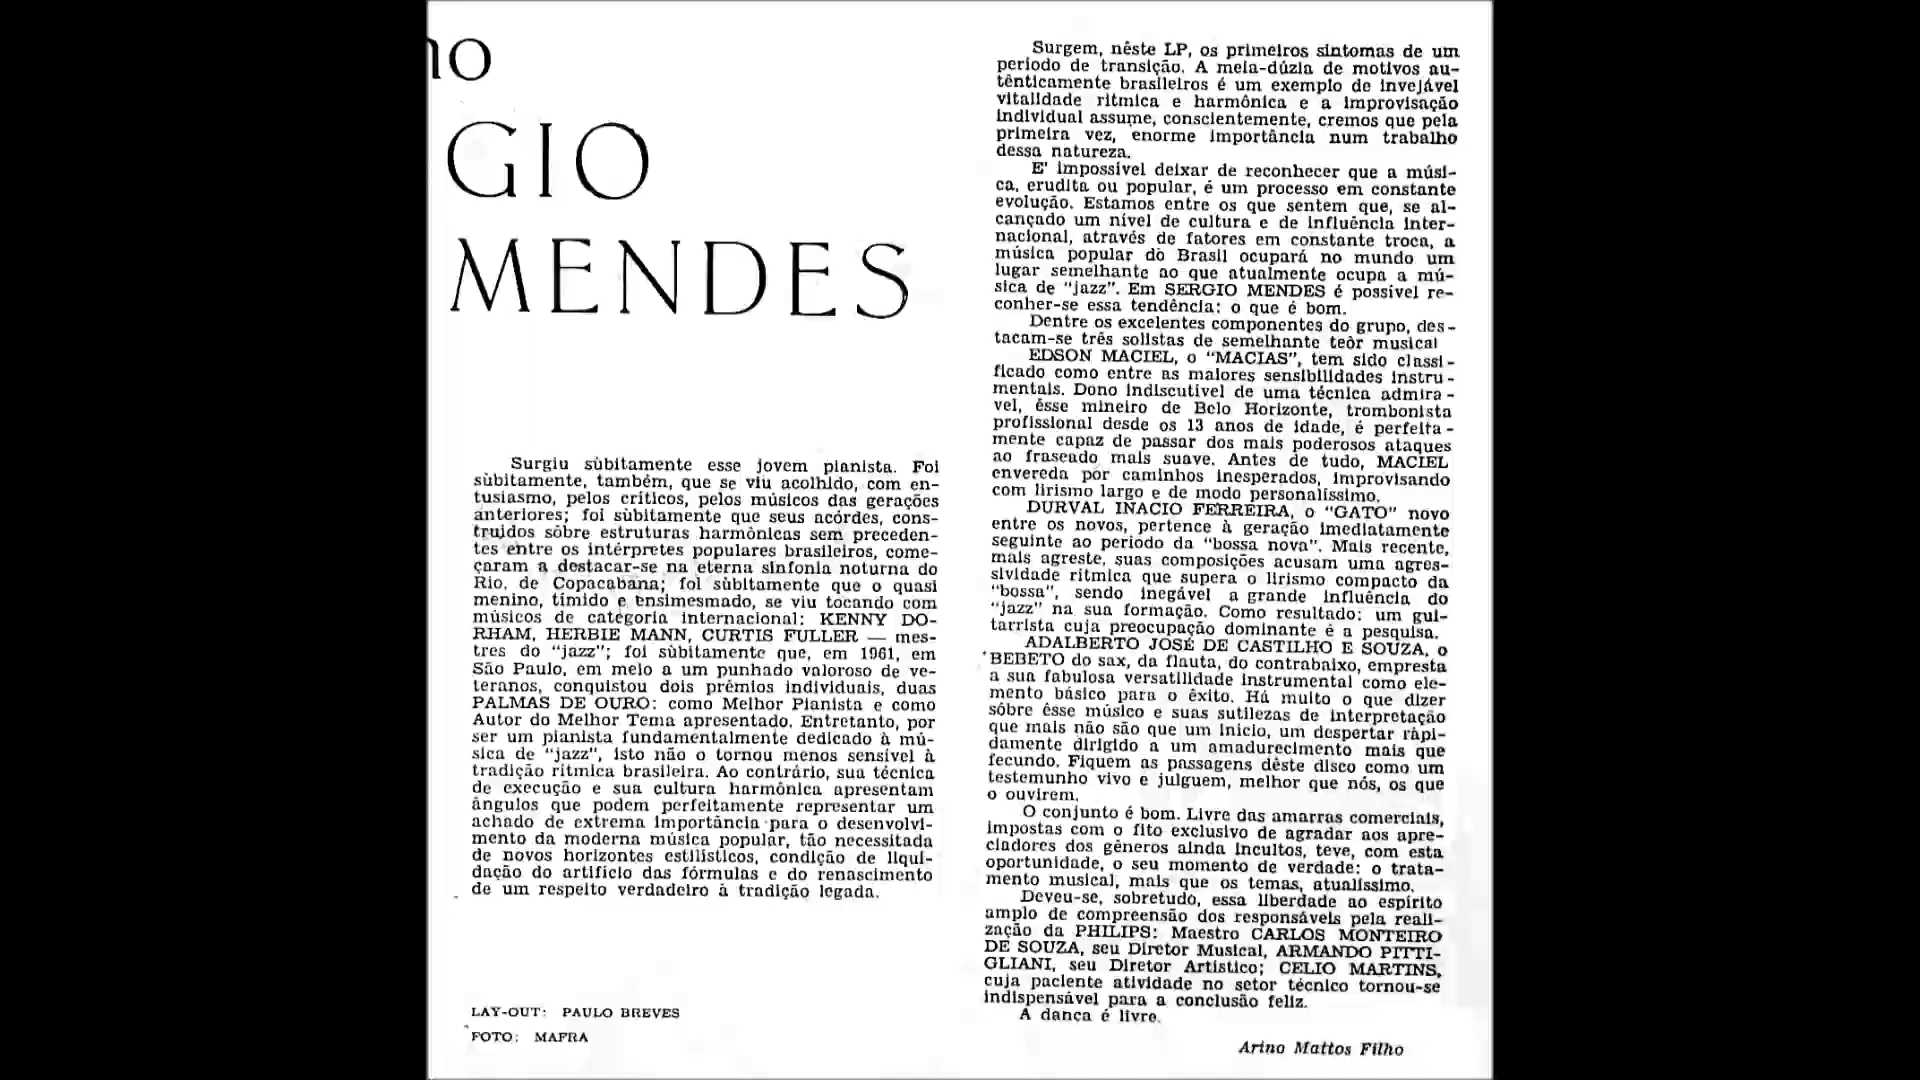 no
GIO
MENDES
Surgiu sùbitamente esse jovem pianista. Foi
sùbitamente, também, que se viu acolhido, com en-
tusiasmo, pelos críticos, pelos músicos das gerações
anteriores; foi sùbitamente que seus acórdes, cons-
truidos sôbre estruturas harmônicas sem preceden-
tes entre os intérpretes populares brasileiros, come-
çaram a destacar-se na eterna sinfonia noturna do
Rio, de Copacabana; foi sùbitamente que o quasi
menino, tímido e ensimesmado, se viu tocando com
músicos de categoria internacional: KENNY DO-
RHAM, HERBIE MANN, CURTIS FULLER — mes-
tres do "jazz"; foi sùbitamente que, em 1961, em
São Paulo, em meio a um punhado valoroso de ve-
teranos, conquistou dois prêmios individuais, duas
PALMAS DE OURO: como Melhor Pianista e como
Autor do Melhor Tema apresentado. Entretanto, por
ser um pianista fundamentalmente dedicado à mú-
sica de "jazz", isto não o tornou menos sensível à
tradição rítmica brasileira. Ao contrário, sua técnica
de execução e sua cultura harmônica apresentam
ângulos que podem perfeitamente representar um
achado de extrema importância para o desenvolvi-
mento da moderna música popular, tão necessitada
de novos horizontes estilísticos, condição de liqui-
dação do artifício das fórmulas e do renascimento
de um respeito verdadeiro à tradição legada.
LAY-OUT: PAULO BREVES
FOTO: MAFRA
Surgem, nêste LP, os primeiros sintomas de um
período de transição. A meia-dúzia de motivos au-
tênticamente brasileiros é um exemplo de invejável
vitalidade rítmica e harmônica e a improvisação
individual assume, conscientemente, cremos que pela
primeira vez, enorme importância num trabalho
dessa natureza.
E' impossível deixar de reconhecer que a músi-
ca, erudita ou popular, é um processo em constante
evolução. Estamos entre os que sentem que, se al-
cançado um nível de cultura e de influência inter-
nacional, através de fatores em constante troca, a
música popular do Brasil ocupará no mundo um
lugar semelhante ao que atualmente ocupa a mú-
sica de "jazz". Em SERGIO MENDES é possível re-
conher-se essa tendência: o que é bom.
Dentre os excelentes componentes do grupo, des-
tacam-se três solistas de semelhante teòr musical
EDSON MACIEL, o "MACIAS", tem sido classi-
ficado como entre as maiores sensibilidades instru-
mentais. Dono indiscutível de uma técnica admira-
vel, êsse mineiro de Belo Horizonte, trombonista
profissional desde os 13 anos de idade, é perfeita-
mente capaz de passar dos mais poderosos ataques
ao fraseado mais suave. Antes de tudo, MACIEL
envereda por caminhos inesperados, improvisando
com lirismo largo e de modo personalíssimo.
DURVAL INACIO FERREIRA, o "GATO" novo
entre os novos, pertence à geração imediatamente
seguinte ao período da "bossa nova". Mais recente,
mais agreste, suas composições acusam uma agres-
sividade rítmica que supera o lirismo compacto da
"bossa", sendo inegável a grande influência do
"jazz" na sua formação. Como resultado: um gui-
tarrista cuja preocupação dominante é a pesquisa.
ADALBERTO JOSÉ DE CASTILHO E SOUZA, o
BEBETO do sax, da flauta, do contrabaixo, empresta
a sua fabulosa versatilidade instrumental como ele-
mento básico para o êxito. Há muito o que dizer
sôbre êsse músico e suas sutilezas de interpretação
que mais não são que um início, um despertar ràpi-
damente dirigido a um amadurecimento mais que
fecundo. Fiquem as passagens dêste disco como um
testemunho vivo e julguem, melhor que nós, os que
o ouvirem.
O conjunto é bom. Livre das amarras comerciais,
impostas com o fito exclusivo de agradar aos apre-
ciadores dos gêneros ainda incultos, teve, com esta
oportunidade, o seu momento de verdade: o trata-
mento musical, mais que os temas, atualíssimo.
Deveu-se, sobretudo, essa liberdade ao espírito
amplo de compreensão dos responsáveis pela reali-
zação da PHILIPS: Maestro CARLOS MONTEIRO
DE SOUZA, seu Diretor Musical, ARMANDO PITTI-
GLIANI, seu Diretor Artístico; CELIO MARTINS,
cuja paciente atividade no setor técnico tornou-se
indispensável para a conclusão feliz.
A dança é livre.
Arino Mattos Filho